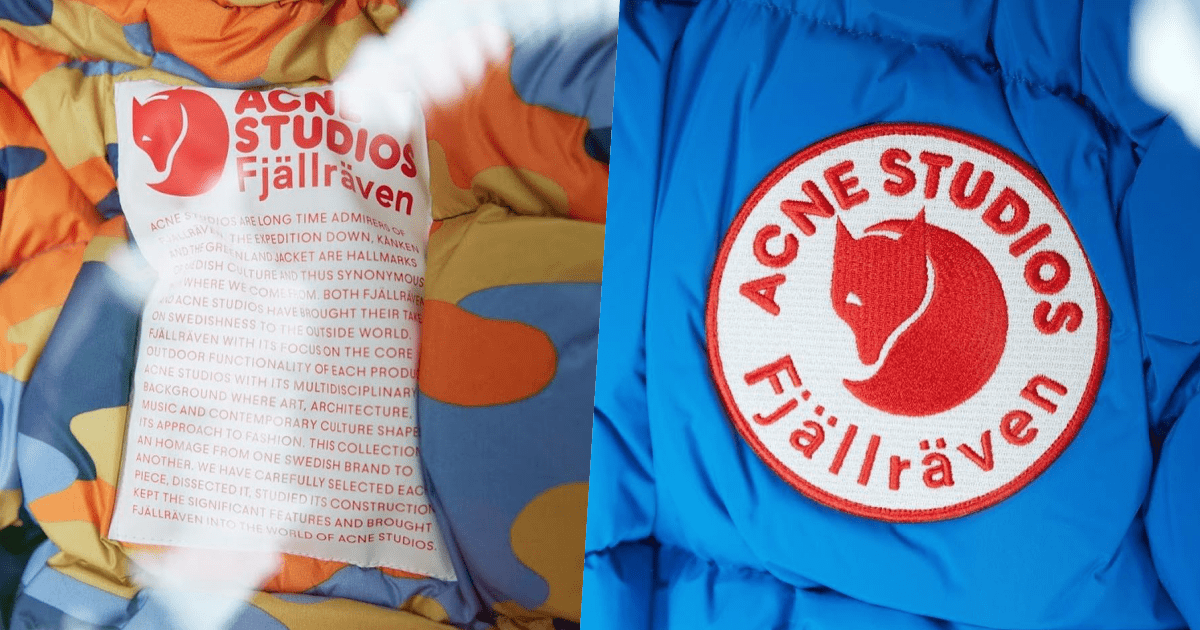 ACNE
STUDIOS
Fjällräven
ACNE STUDIOS ARE LONG TIME ADMIRERS OF
FJÄLLRÄVEN. THE EXPEDITION DOWN, KÅNKEN
AND THE GREENLAND JACKET ARE HALLMARKS
OF SWEDISH CULTURE AND THUS SYNONYMOUS
WHERE WE COME FROM. BOTH FJÄLLRÄVEN
AND ACNE STUDIOS HAVE BROUGHT THEIR TAKE
ON SWEDISHNESS TO THE OUTSIDE WORLD.
FJÄLLRÄVEN WITH ITS FOCUS ON THE CORE
OUTDOOR FUNCTIONALITY OF EACH PRODU
ACNE STUDIOS WITH ITS MULTIDISCIPLINARY
BACKGROUND WHERE ART, ARCHITECTURE,
MUSIC AND CONTEMPORARY CULTURE SHAPE
ITS APPROACH TO FASHION. THIS COLLECTION
AN HOMAGE FROM ONE SWEDISH BRAND TO
ANOTHER. WE HAVE CAREFULLY SELECTED EAC
PIECE, DISSECTED IT, STUDIED ITS CONSTRUCTION
KEPT THE SIGNIFICANT FEATURES AND BROUGHT
FJÄLLRÄVEN INTO THE WORLD OF ACNE STUDIOS.
ACNE STUDIOS
Fjällräven